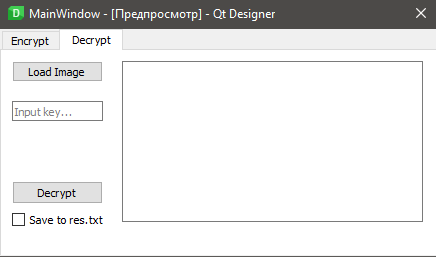 D MainWindow - [Предпросмотр] - Qt Designer
Encrypt Decrypt
Load Image
Input key...
Decrypt
Save to res.txt